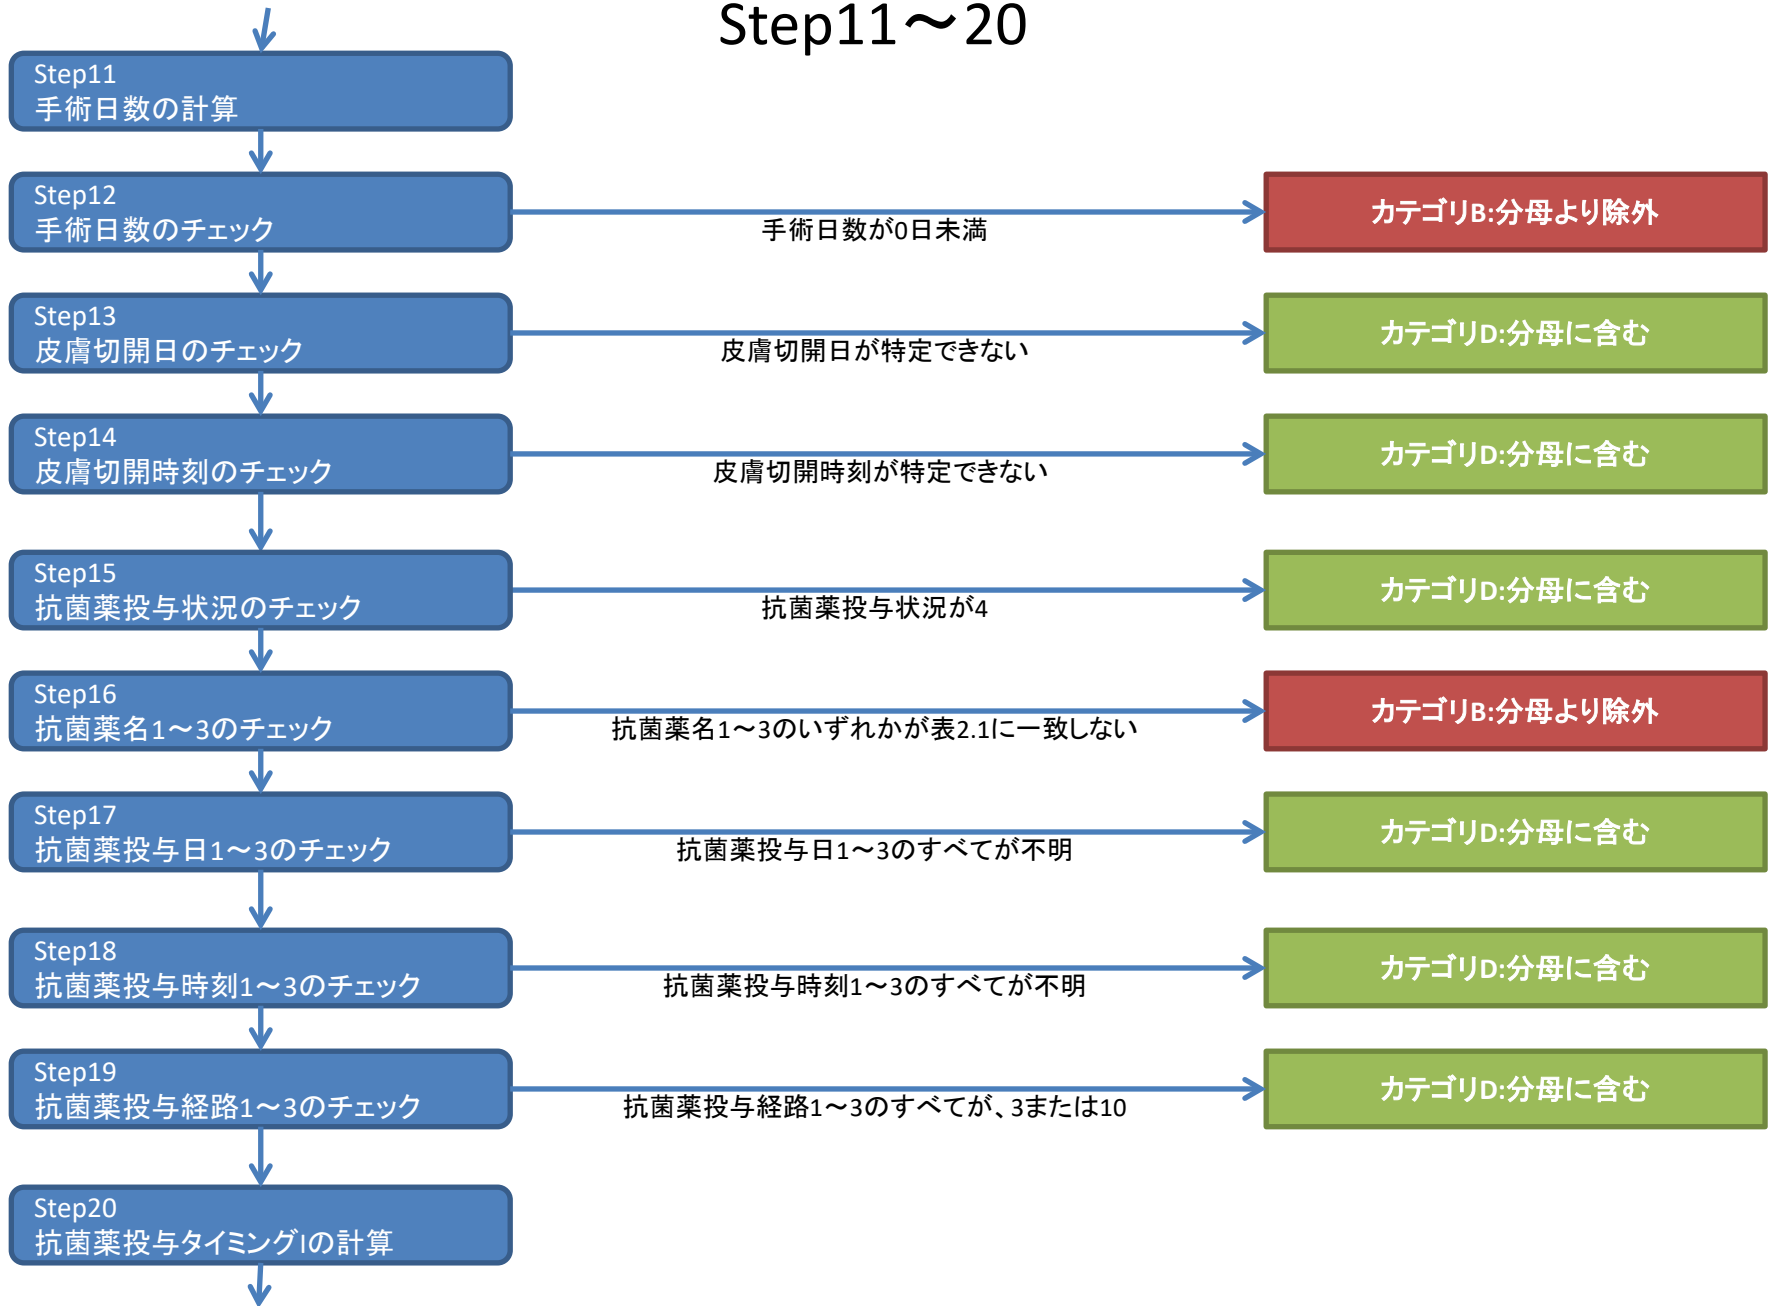 Step11～20
Step11
手術日数の計算
Step12
手術日数のチェック
手術日数が0日未満
カテゴリB:分母より除外
Step13
皮膚切開日のチェック
皮膚切開日が特定できない
カテゴリD:分母に含む
Step14
皮膚切開時刻のチェック
皮膚切開時刻が特定できない
カテゴリD:分母に含む
Step15
抗菌薬投与状況のチェック
抗菌薬投与状況が4
カテゴリD:分母に含む
Step16
抗菌薬名1～3のチェック
抗菌薬名1～3のいずれかが表2.1に一致しない
カテゴリB:分母より除外
Step17
抗菌薬投与日1～3のチェック
抗菌薬投与日1～3のすべてが不明
カテゴリD:分母に含む
Step18
抗菌薬投与時刻1～3のチェック
抗菌薬投与時刻1～3のすべてが不明
カテゴリD:分母に含む
Step19
抗菌薬投与経路1～3のチェック
抗菌薬投与経路1～3のすべてが、3または10
カテゴリD:分母に含む
Step20
抗菌薬投与タイミングIの計算